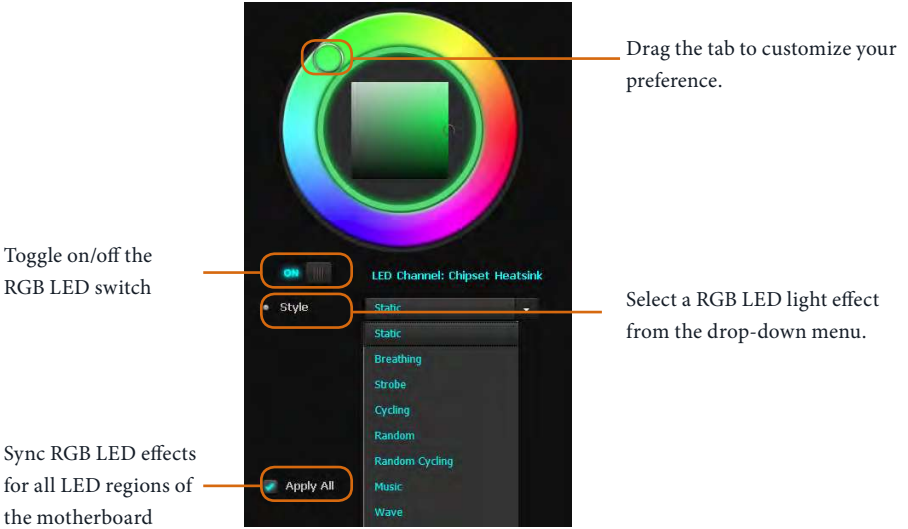 Drag the tab to customize your
preference.
Toggle on/off the
RGB LED switch
ON
LED Channel: Chipset Heatsink
Style
Static
Select a RGB LED light effect
from the drop-down menu.
Static
Breathing
Strobe
Cycling
Random
Random Cycling
Music
Wave
Sync RGB LED effects
for all LED regions of
the motherboard
Apply All